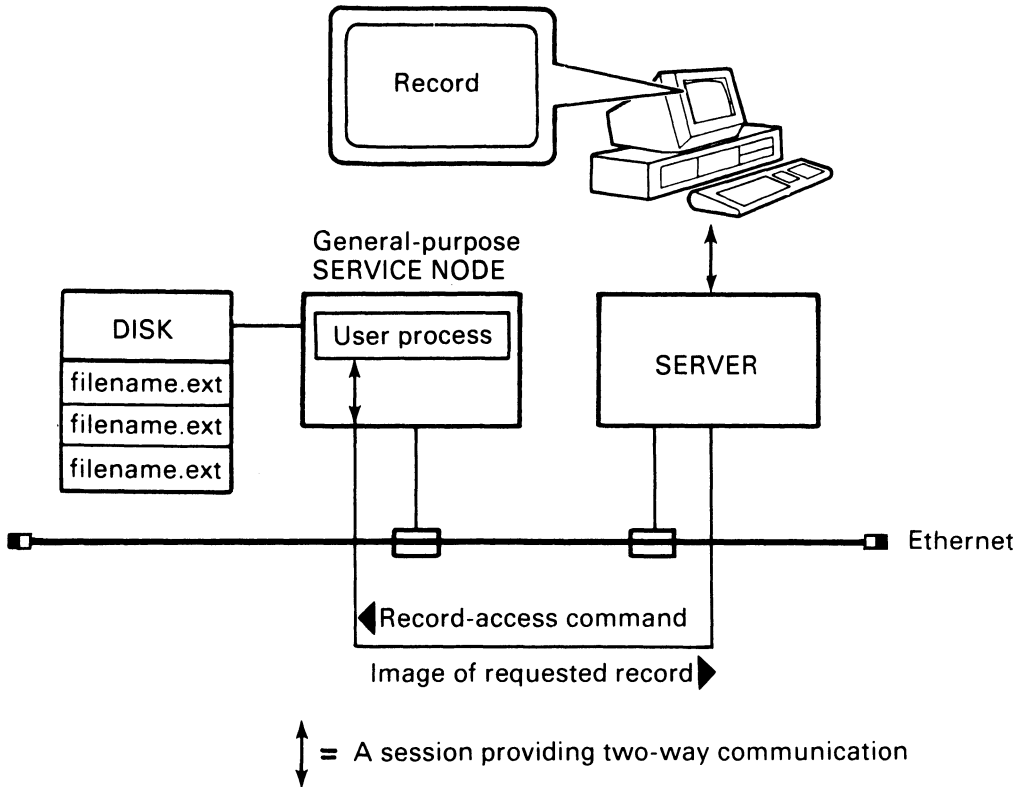 Record
General-purpose
SERVICE NODE
DISK
User process
filename.ext
filename.ext
filename.ext
SERVER
Ethernet
Record-access command
Image of requested record
= A session providing two-way communication